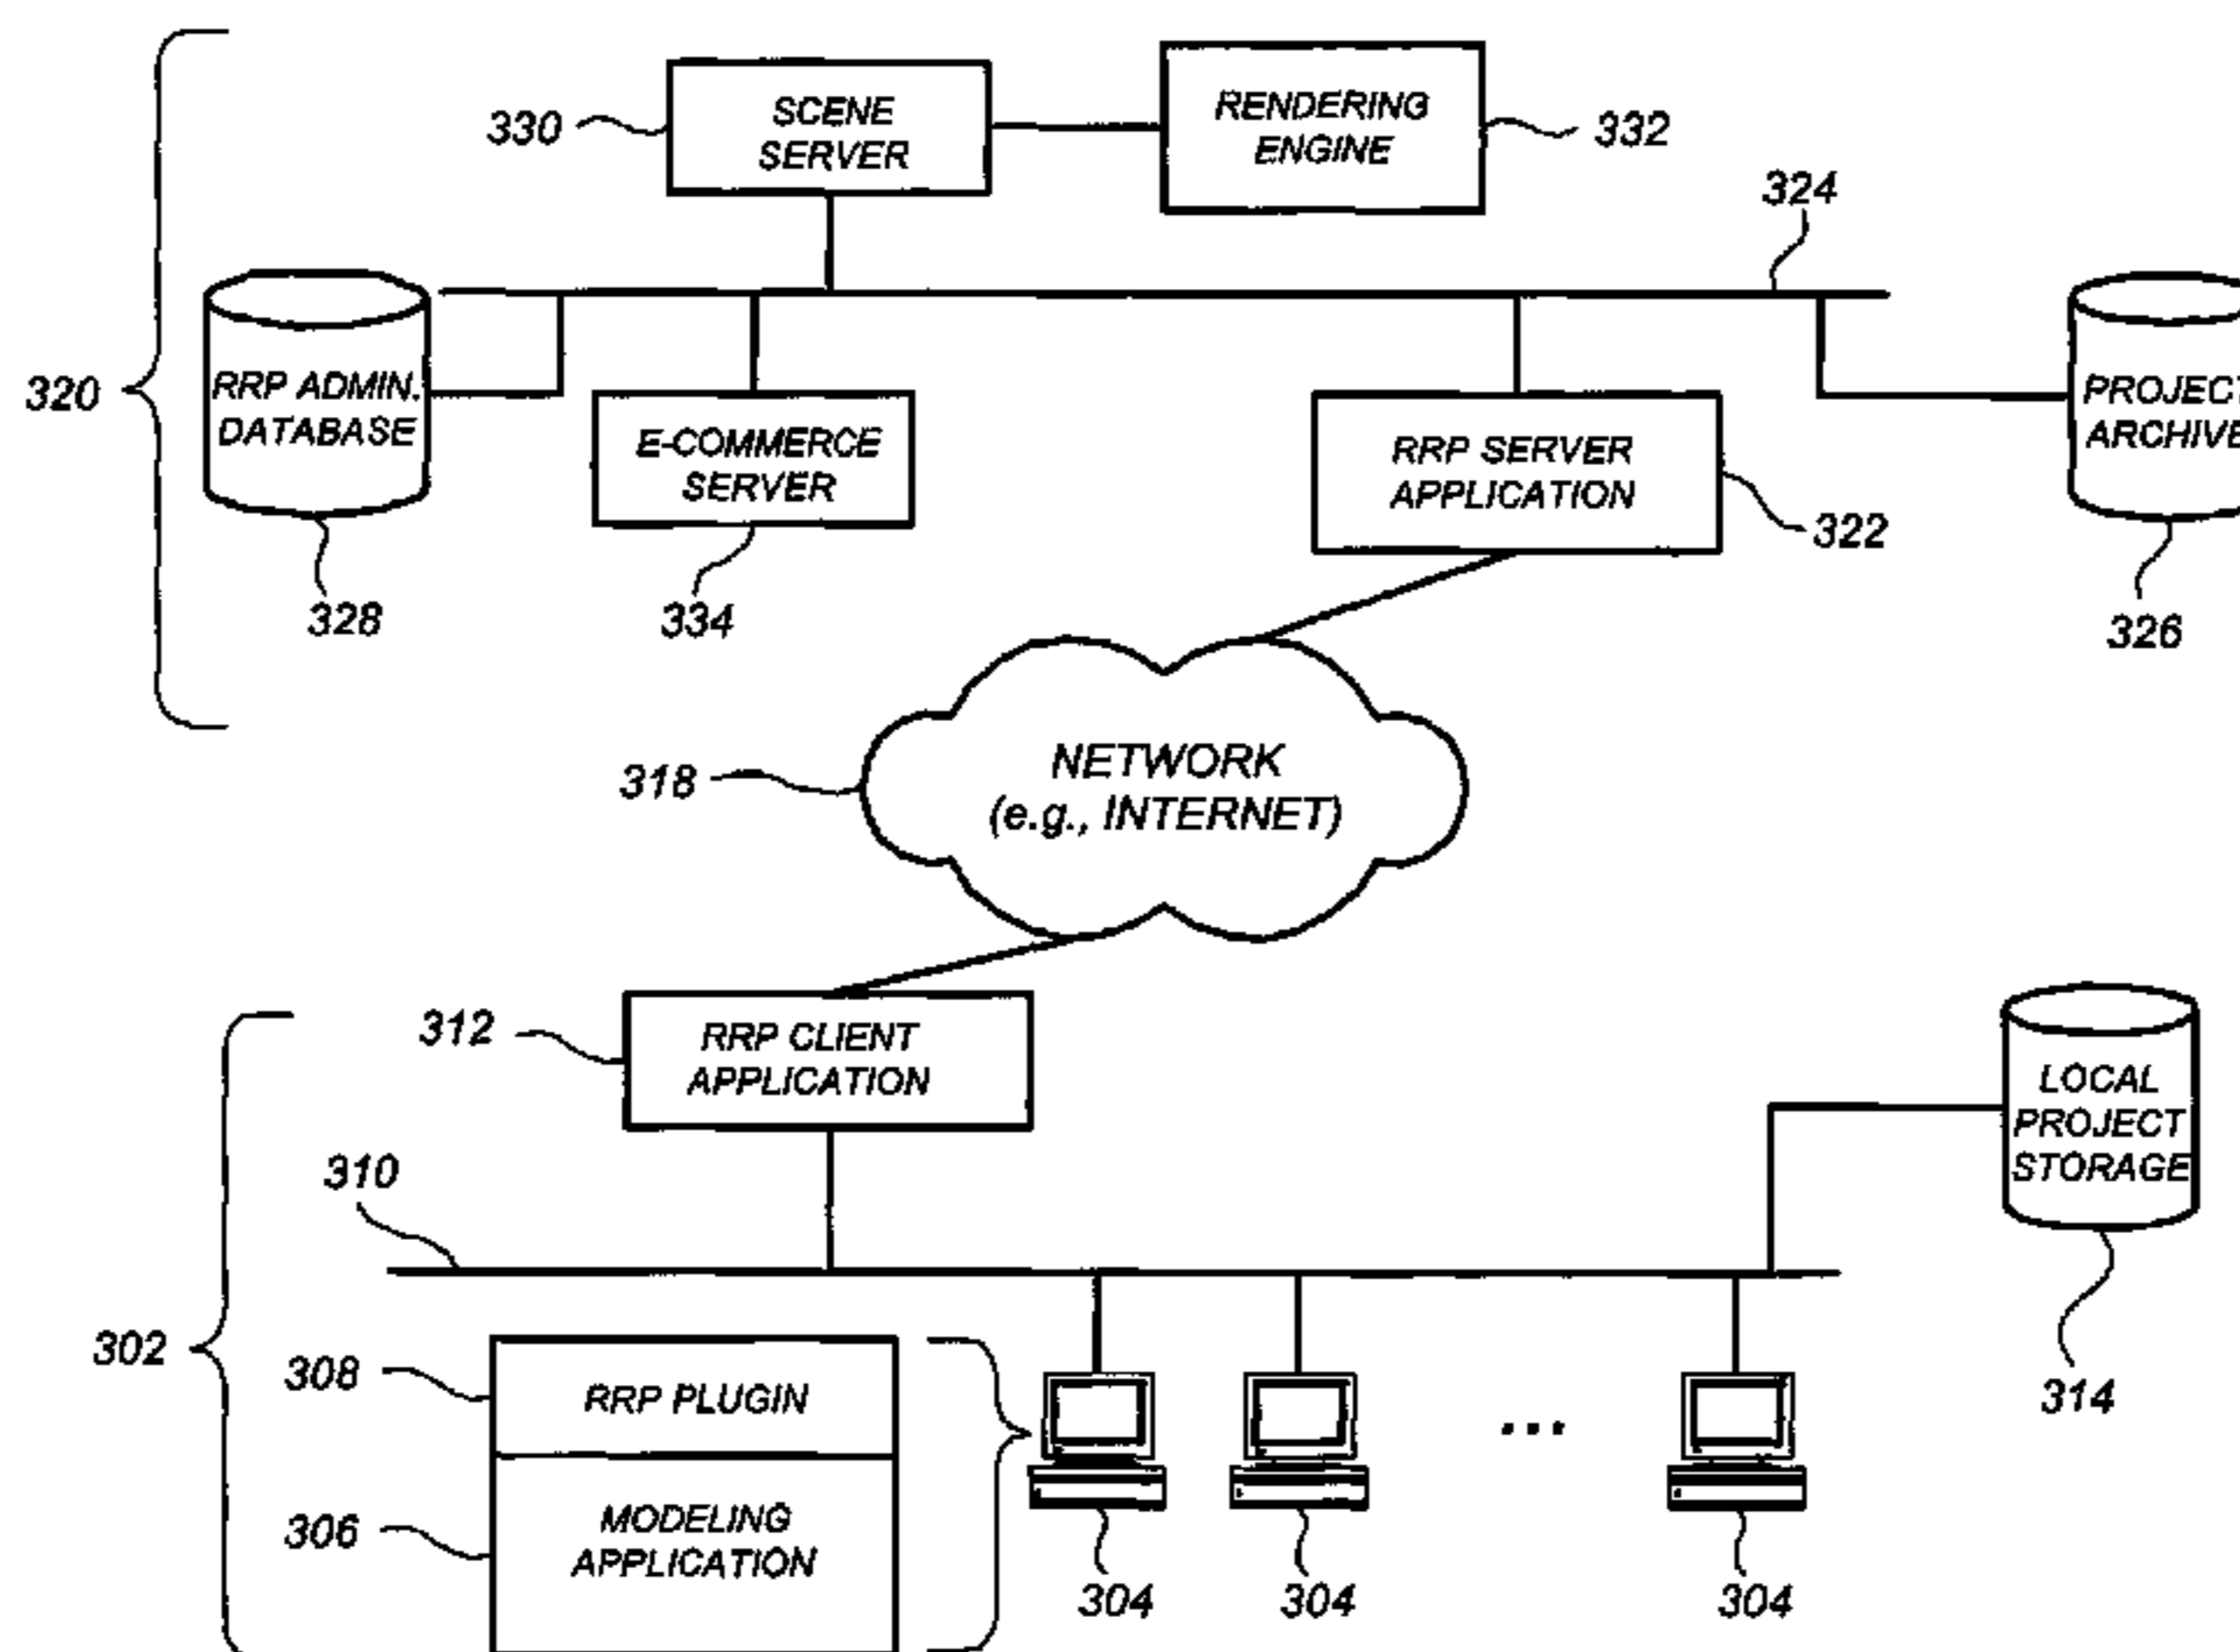 SCENE
SERVER
330
RENDERING
ENGINE
332
324
320
RRP ADMIN.
DATABASE
328
E-COMMERCE
SERVER
334
RRP SERVER
APPLICATION
322
PROJECT
ARCHIVE
326
318
NETWORK
(e.g., INTERNET)
312
RRP CLIENT
APPLICATION
310
LOCAL
PROJECT
STORAGE
314
302
308
RRP PLUGIN
306
MODELING
APPLICATION
...
304
304
304